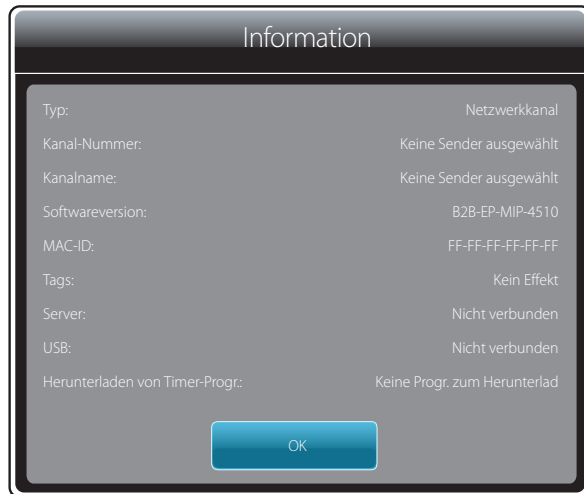 Information
Typ: Netzwerkkanal
Kanal-Nummer: Keine Sender ausgewählt
Kanalname: Keine Sender ausgewählt
Softwareversion: B2B-EP-MIP-4510
MAC-ID: FF-FF-FF-FF-FF-FF
Tags: Kein Effekt
Server: Nicht verbunden
USB: Nicht verbunden
Herunterladen von Timer-Progr.: Keine Progr. zum Herunterlad
OK